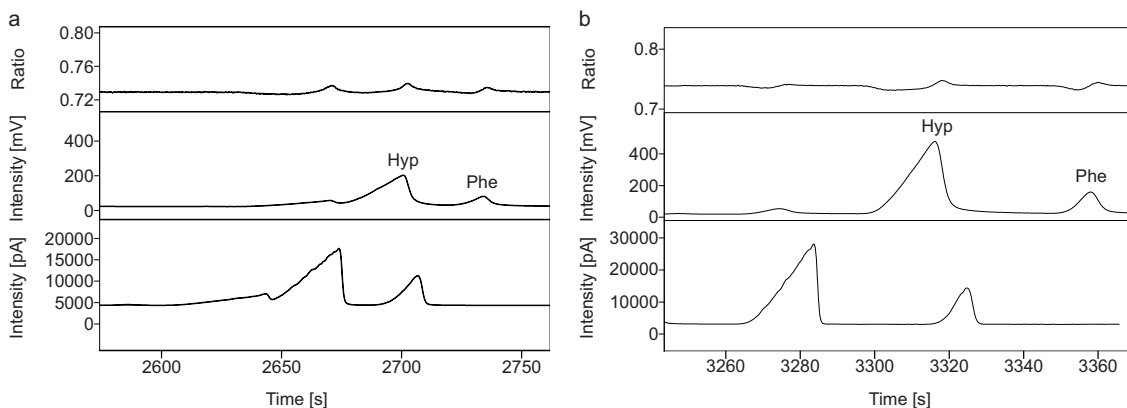 a
Ratio
0.80
0.76
0.72
Intensity [mV]
400
200
0
Hyp
Phe
Intensity [pA]
20000
15000
10000
5000
0
2600 2650 2700 2750
Time [s]
b
Ratio
0.8
0.7
Intensity [mV]
400
200
0
Hyp
Phe
Intensity [pA]
30000
20000
10000
0
3260 3280 3300 3320 3340 3360
Time [s]